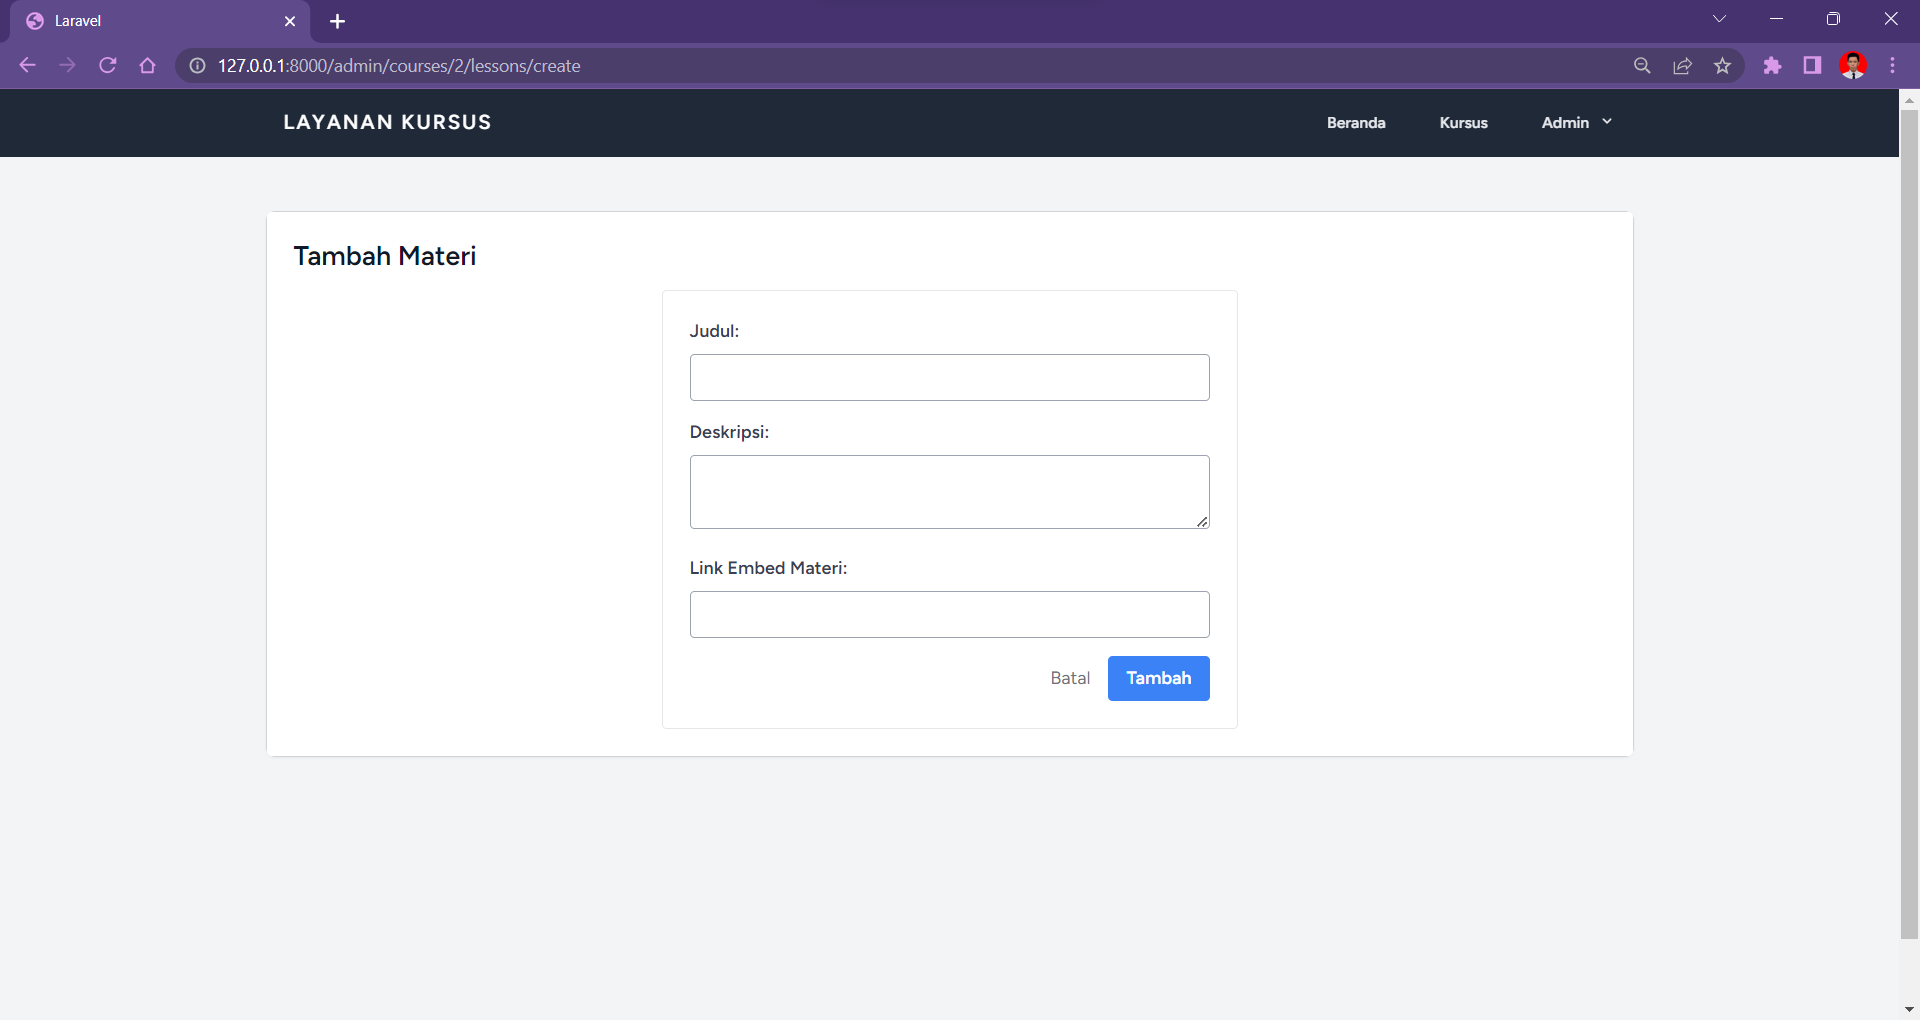 Laravel
127.0.0.1:8000/admin/courses/2/lessons/create
LAYANAN KURSUS
Beranda
Kursus
Admin
Tambah Materi
Judul:
Deskripsi:
Link Embed Materi:
Batal
Tambah